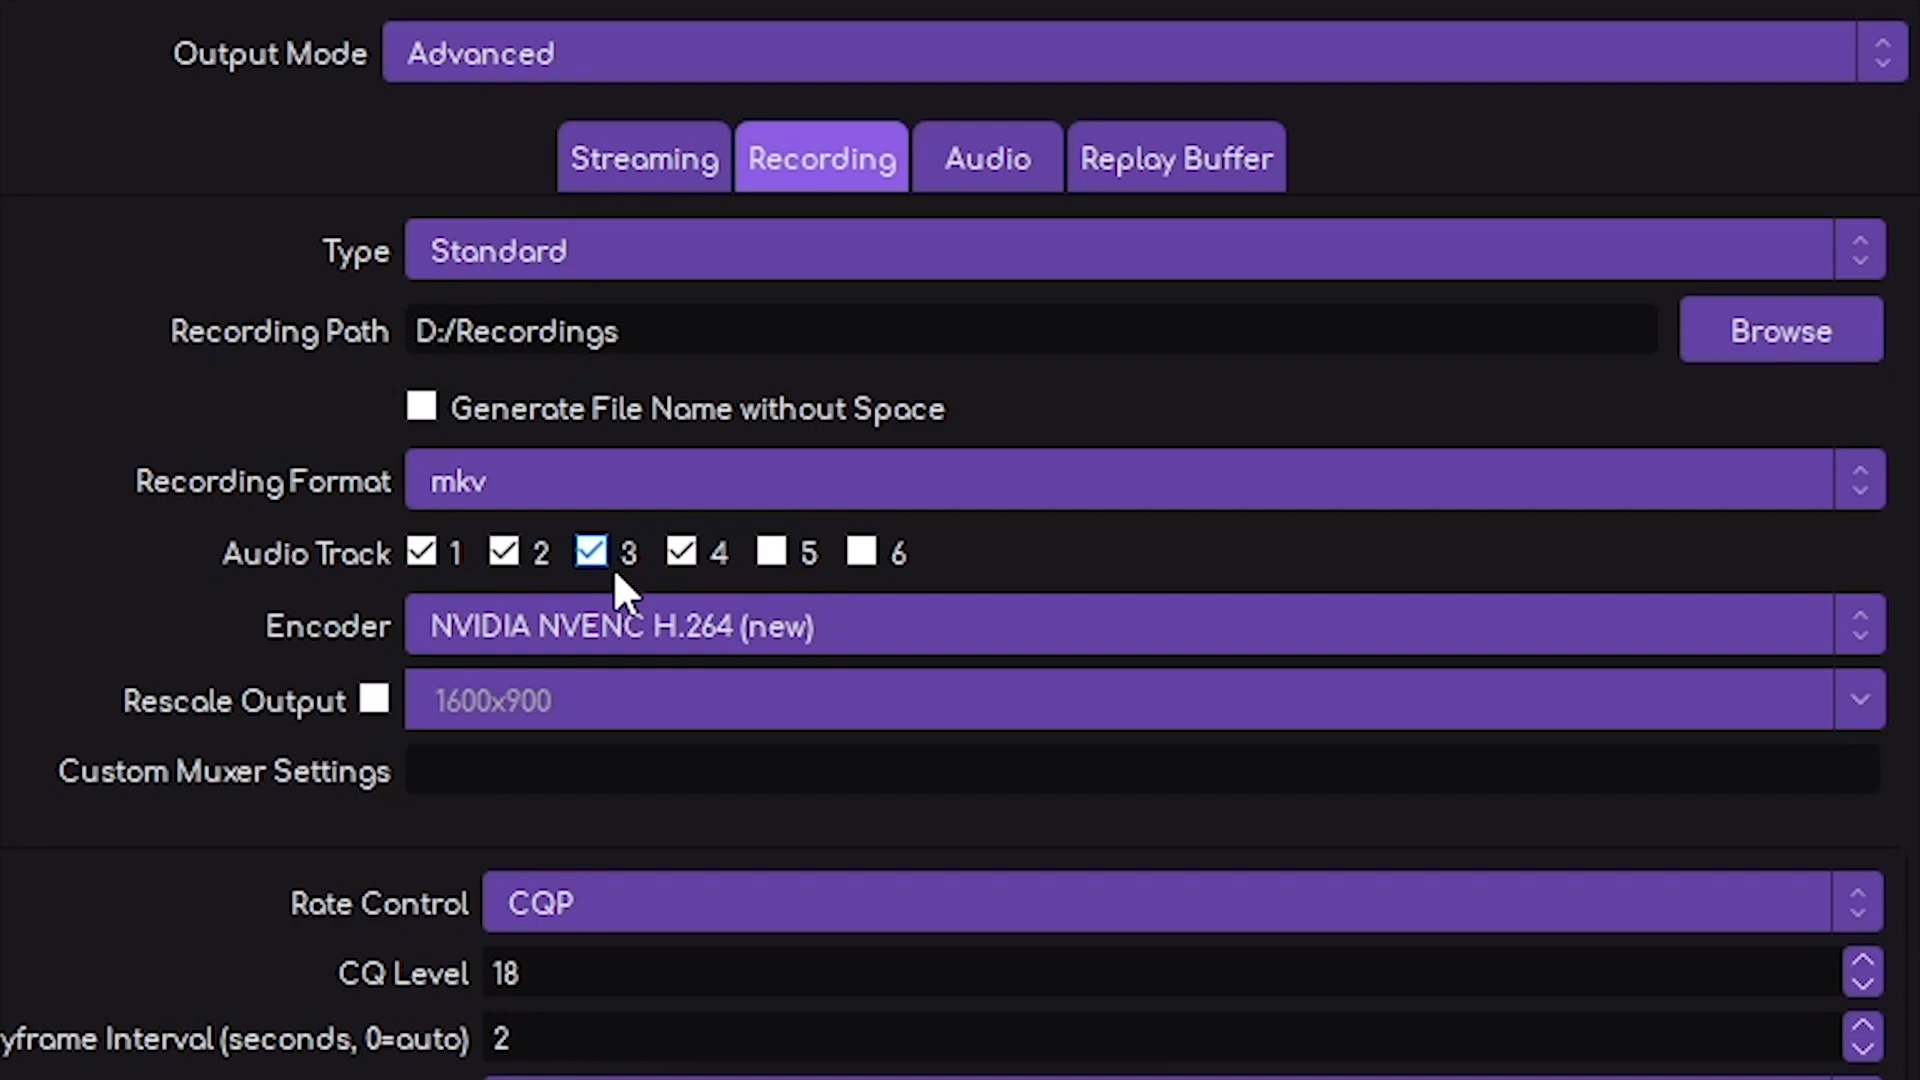 Output Mode Advanced
Streaming Recording Audio Replay Buffer
Type Standard
Recording Path D:/Recordings Browse
Generate File Name without Space
Recording Format mkv
Audio Track 1 2 3 4 5 6
Encoder NVIDIA NVENC H.264 (new)
Rescale Output 1600x900
Custom Muxer Settings
Rate Control CQP
CQ Level 18
yframe Interval (seconds, 0=auto) 2